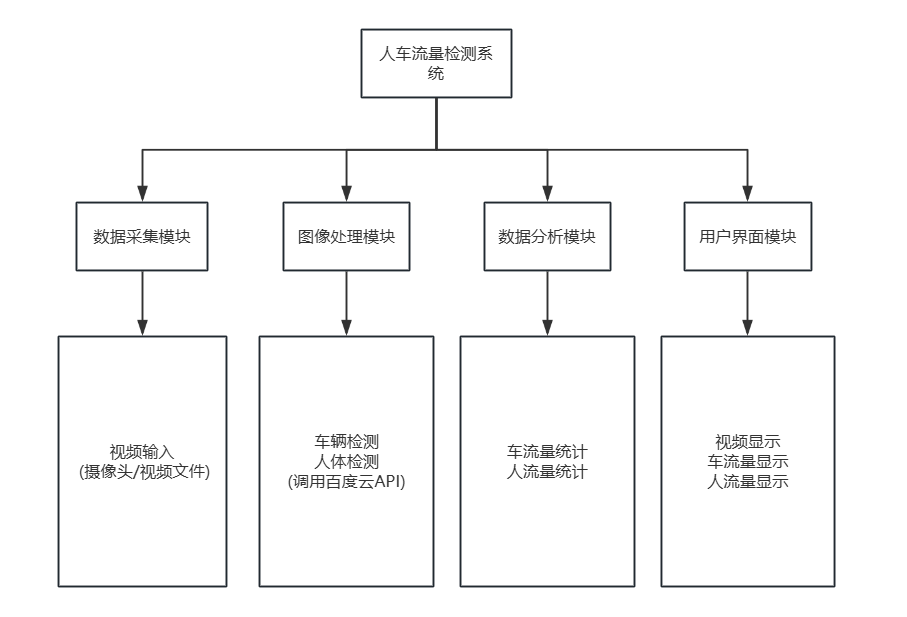 人车流量检测系
统
数据采集模块
图像处理模块
数据分析模块
用户界面模块
视频输入
(摄像头/视频文件)
车辆检测
人体检测
(调用百度云API)
车流量统计
人流量统计
视频显示
车流量显示
人流量显示